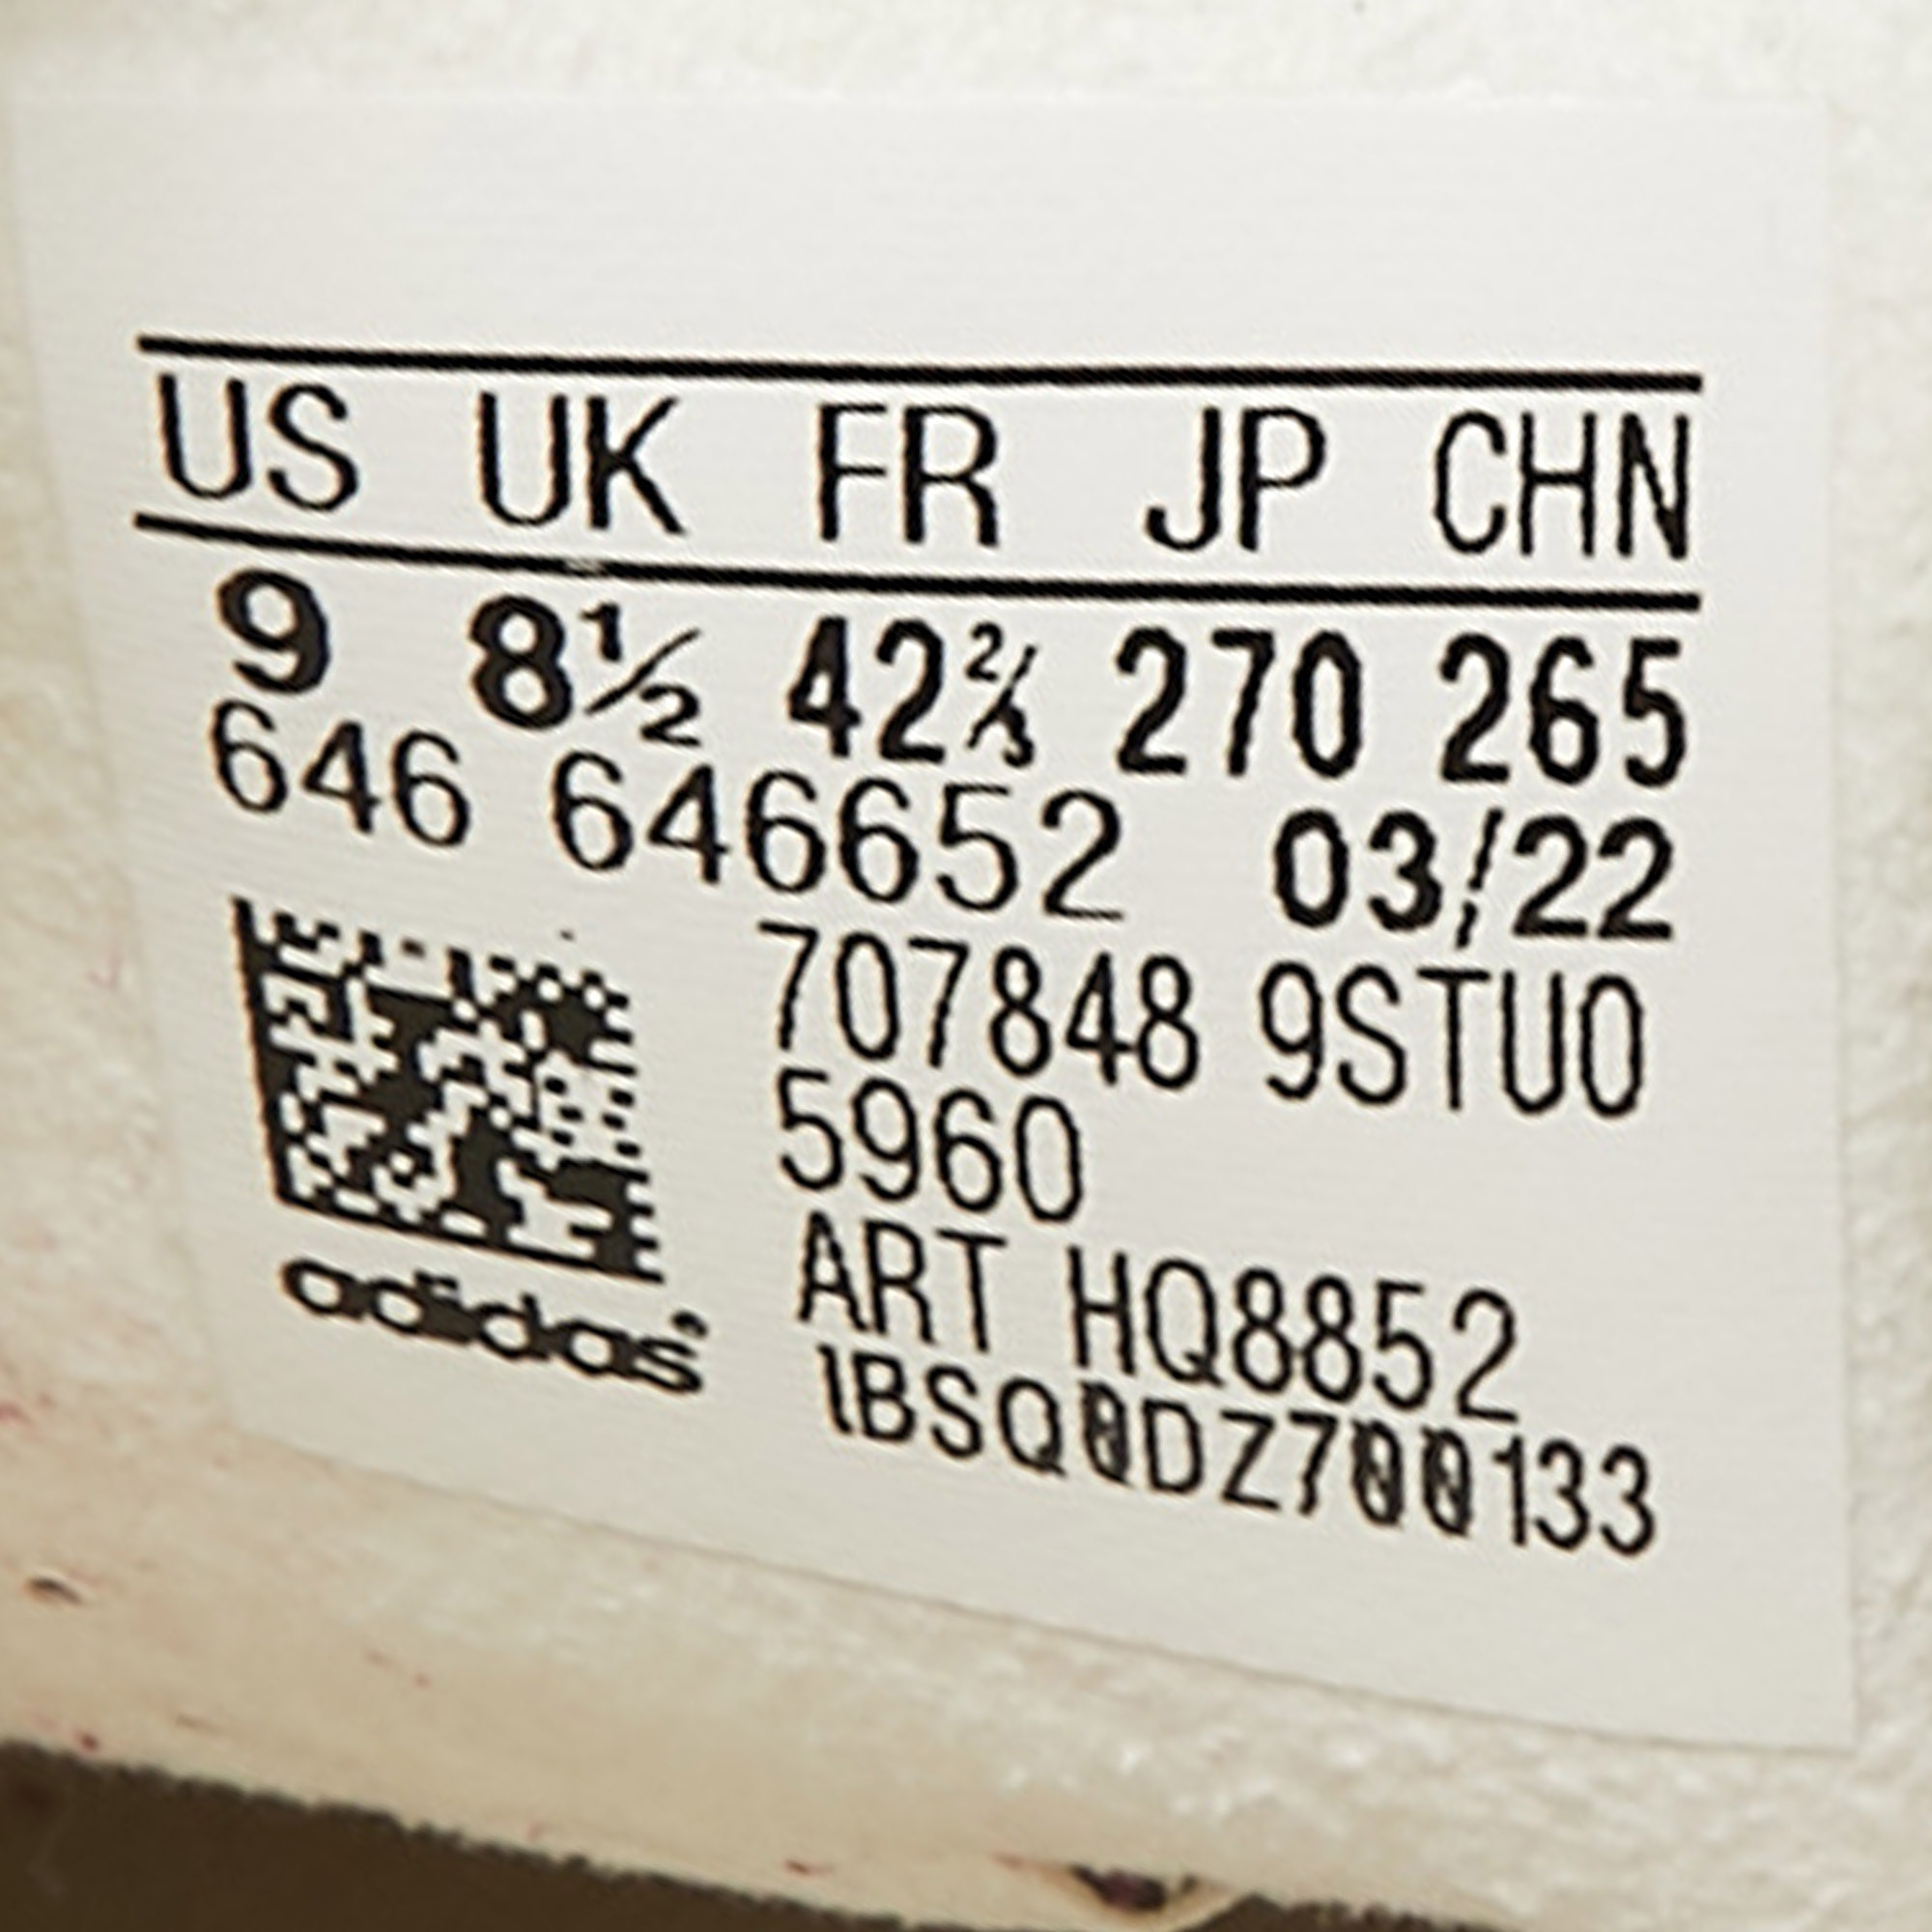 US UK FR JP CHN
9 8½ 42⅔ 270 265
646 646652 03/22
707848 9STU0
5960
ART HQ8852
adidas
1BSQ0DZ700133